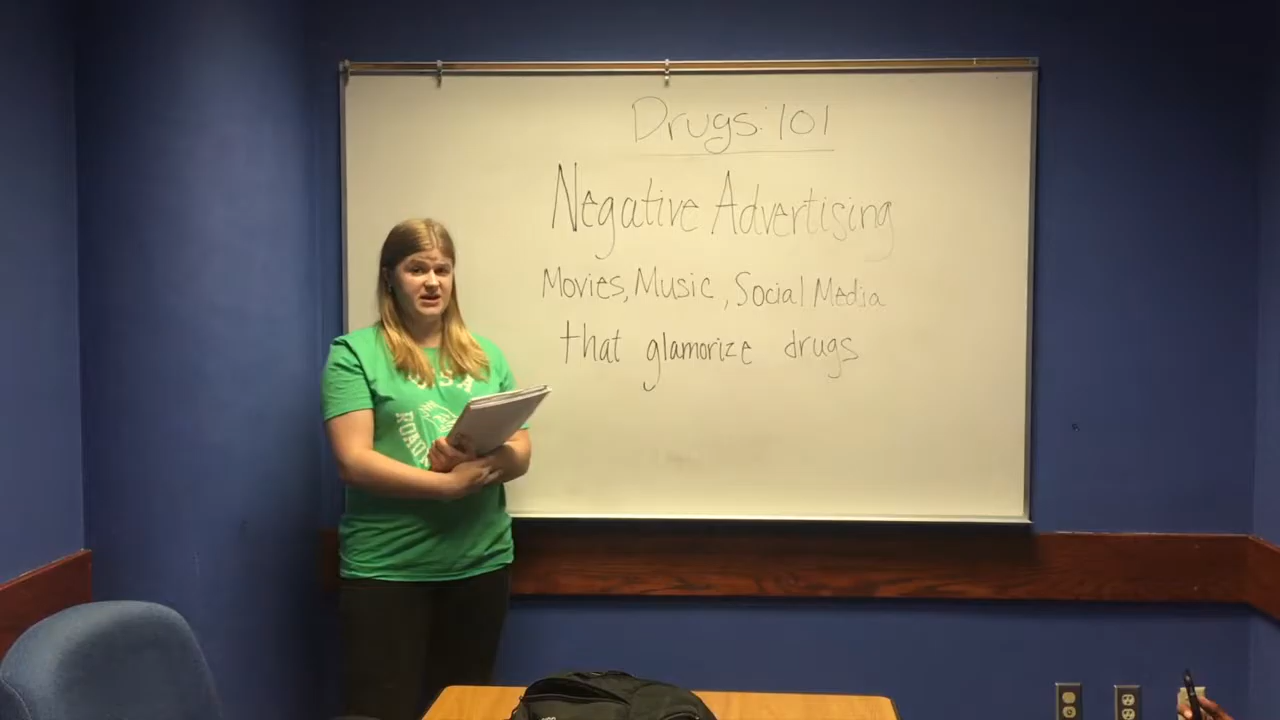 Drugs: 101
Negative Advertising
Movies, Music, Social Media
that glamorize drugs